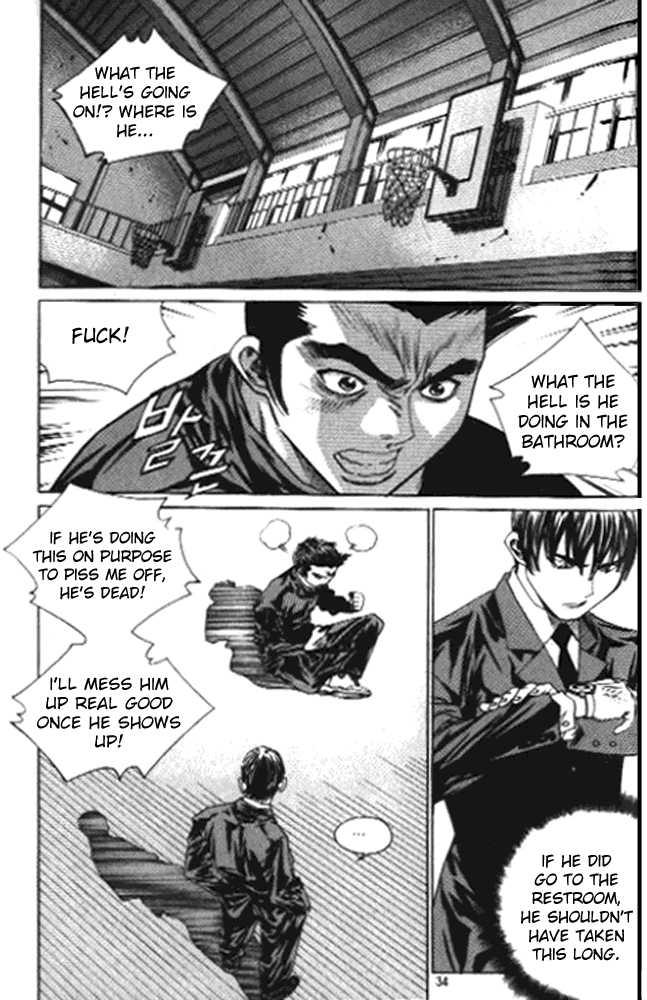 WHAT THE
HELL'S GOING
ON!? WHERE IS
HE...
FUCK!
WHAT THE
HELL IS HE
DOING IN THE
BATHROOM?
발
끈
IF HE'S DOING
THIS ON PURPOSE
TO PISS ME OFF,
HE'S DEAD!
I'LL MESS HIM
UP REAL GOOD
ONCE HE SHOWS
UP!
...
IF HE DID
GO TO THE
RESTROOM,
HE SHOULDN'T
HAVE TAKEN
THIS LONG.
34